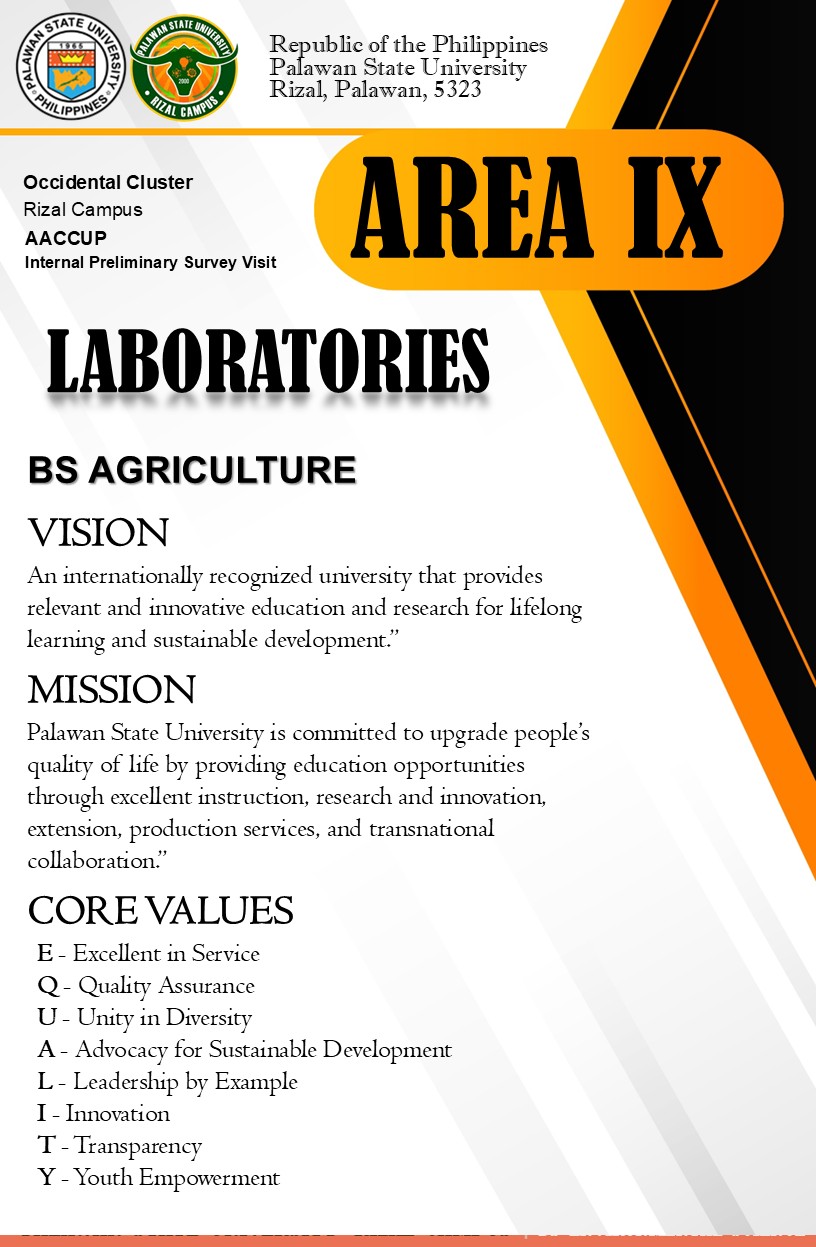 PALAWAN STATE UNIVERSITY
1965
PHILIPPINES
PALAWAN STATE UNIVERSITY
2000
RIZAL CAMPUS
Republic of the Philippines
Palawan State University
Rizal, Palawan, 5323
Occidental Cluster
Rizal Campus
AACCUP
Internal Preliminary Survey Visit
AREA IX
LABORATORIES
BS AGRICULTURE
VISION
An internationally recognized university that provides
relevant and innovative education and research for lifelong
learning and sustainable development.”
MISSION
Palawan State University is committed to upgrade people’s
quality of life by providing education opportunities
through excellent instruction, research and innovation,
extension, production services, and transnational
collaboration.”
CORE VALUES
E - Excellent in Service
Q - Quality Assurance
U - Unity in Diversity
A - Advocacy for Sustainable Development
L - Leadership by Example
I - Innovation
T - Transparency
Y - Youth Empowerment